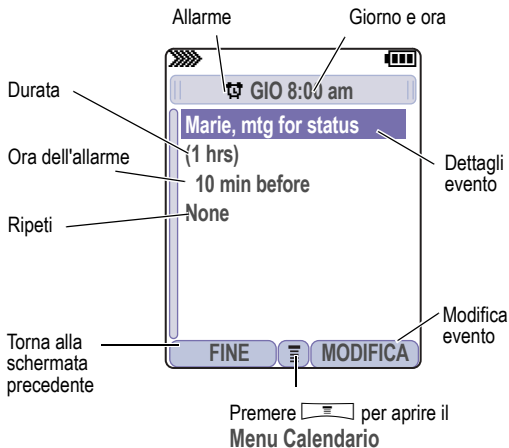 Allarme
Giorno e ora
GIO 8:00 am
Durata
Marie, mtg for status
(1 hrs)
Ora dell'allarme
10 min before
Dettagli
evento
Ripeti
None
Modifica
evento
Torna alla
schermata
precedente
FINE
MODIFICA
Premere per aprire il
Menu Calendario